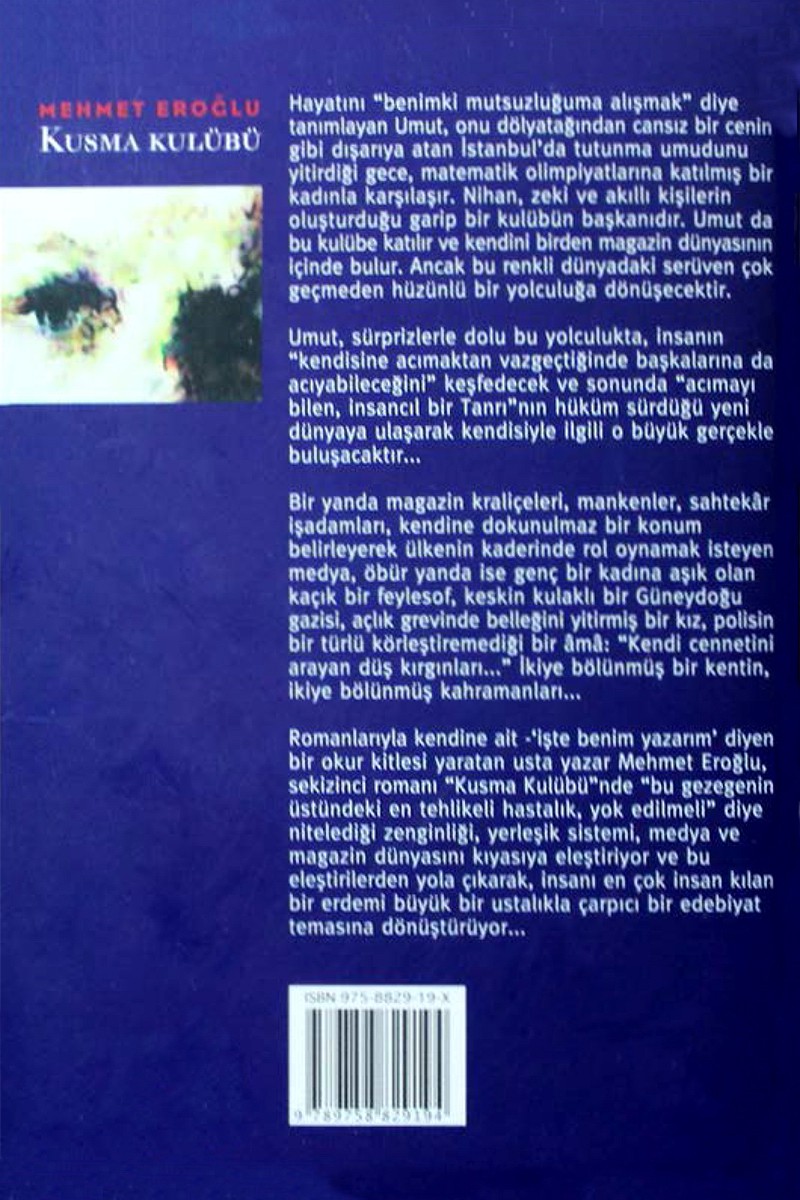 MEHMET EROĞLU
KUSMA KULÜBÜ
Hayatını “benimki mutsuzluğuma alışmak” diye
tanımlayan Umut, onu dölyatağından cansız bir cenin
gibi dışarıya atan İstanbul’da tutunma umudunu
yitirdiği gece, matematik olimpiyatlarına katılmış bir
kadınla karşılaşır. Nihan, zeki ve akıllı kişilerin
oluşturduğu garip bir kulübün başkanıdır. Umut da
bu kulübe katılır ve kendini birden magazin dünyasının
içinde bulur. Ancak bu renkli dünyadaki serüven çok
geçmeden hüzünlü bir yolculuğa dönüşecektir.
Umut, sürprizlerle dolu bu yolculukta, insanın
“kendisine acımaktan vazgeçtiğinde başkalarına da
acıyabileceğini” keşfedecek ve sonunda “acımayı
bilen, insancıl bir Tanrı”nın hüküm sürdüğü yeni
dünyaya ulaşarak kendisiyle ilgili o büyük gerçekle
buluşacaktır...
Bir yanda magazin kraliçeleri, mankenler, sahtekâr
işadamları, kendine dokunulmaz bir konum
belirleyerek ülkenin kaderinde rol oynamak isteyen
medya, öbür yanda ise genç bir kadına aşık olan
kaçık bir feylesof, keskin kulaklı bir Güneydoğu
gazisi, açlık grevinde belleğini yitirmiş bir kız, polisin
bir türlü körleştiremediği bir âmâ: “Kendi cennetini
arayan düş kırgınları...” İkiye bölünmüş bir kentin,
ikiye bölünmüş kahramanları...
Romanlarıyla kendine ait -‘işte benim yazarım’ diyen
bir okur kitlesi yaratan usta yazar Mehmet Eroğlu,
sekizinci romanı “Kusma Kulübü”nde “bu gezegenin
üstündeki en tehlikeli hastalık, yok edilmeli” diye
nitelediği zenginliği, yerleşik sistemi, medya ve
magazin dünyasını kıyasıya eleştiriyor ve bu
eleştirilerden yola çıkarak, insanı en çok insan kılan
bir erdemi büyük bir ustalıkla çarpıcı bir edebiyat
temasına dönüştürüyor...
ISBN 975-8829-19-X
9 789758 829194